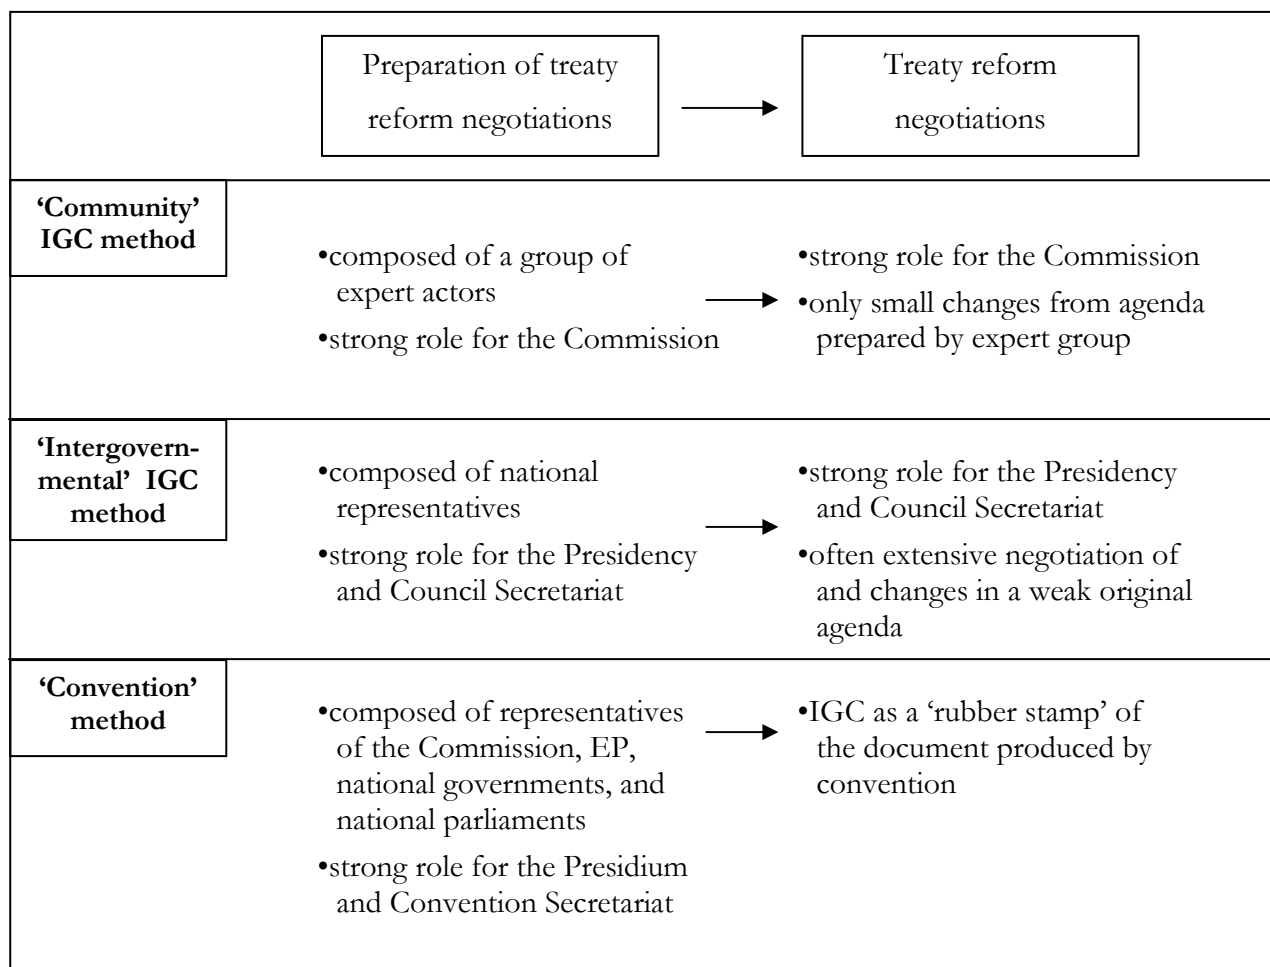 Preparation of treaty
reform negotiations
Treaty reform
negotiations
‘Community’
IGC method
•composed of a group of
expert actors
•strong role for the Commission
•strong role for the Commission
•only small changes from agenda
prepared by expert group
‘Intergovern-
mental’ IGC
method
•composed of national
representatives
•strong role for the Presidency
and Council Secretariat
•strong role for the Presidency
and Council Secretariat
•often extensive negotiation of
and changes in a weak original
agenda
‘Convention’
method
•composed of representatives
of the Commission, EP,
national governments, and
national parliaments
•strong role for the Presidium
and Convention Secretariat
•IGC as a ‘rubber stamp’ of
the document produced by
convention